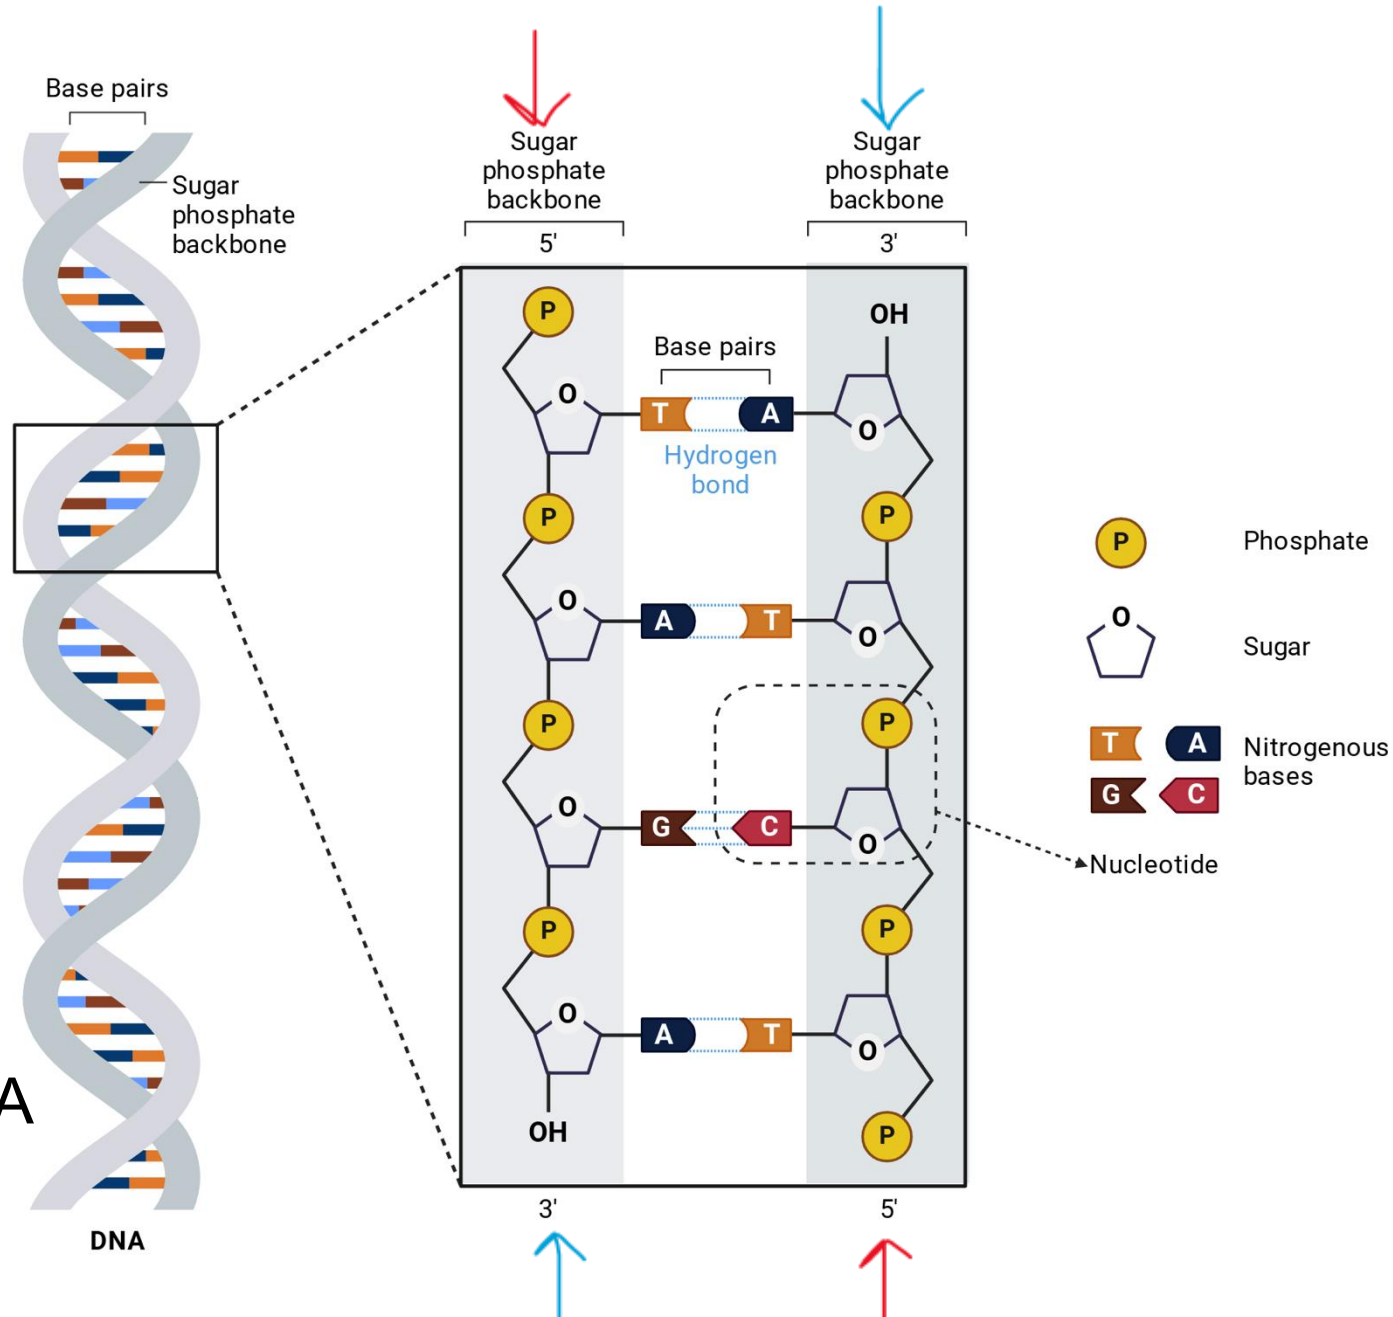 Base pairs
Sugar
phosphate
backbone
A
DNA
Sugar
phosphate
backbone
5'
Sugar
phosphate
backbone
3'
P
OH
Base pairs
O
T
A
O
Hydrogen
bond
P
P
O
A
T
O
P
P
O
G
C
O
P
P
O
A
T
O
OH
P
3'
5'
P
Phosphate
O
Sugar
T
A
G
C
Nitrogenous
bases
Nucleotide